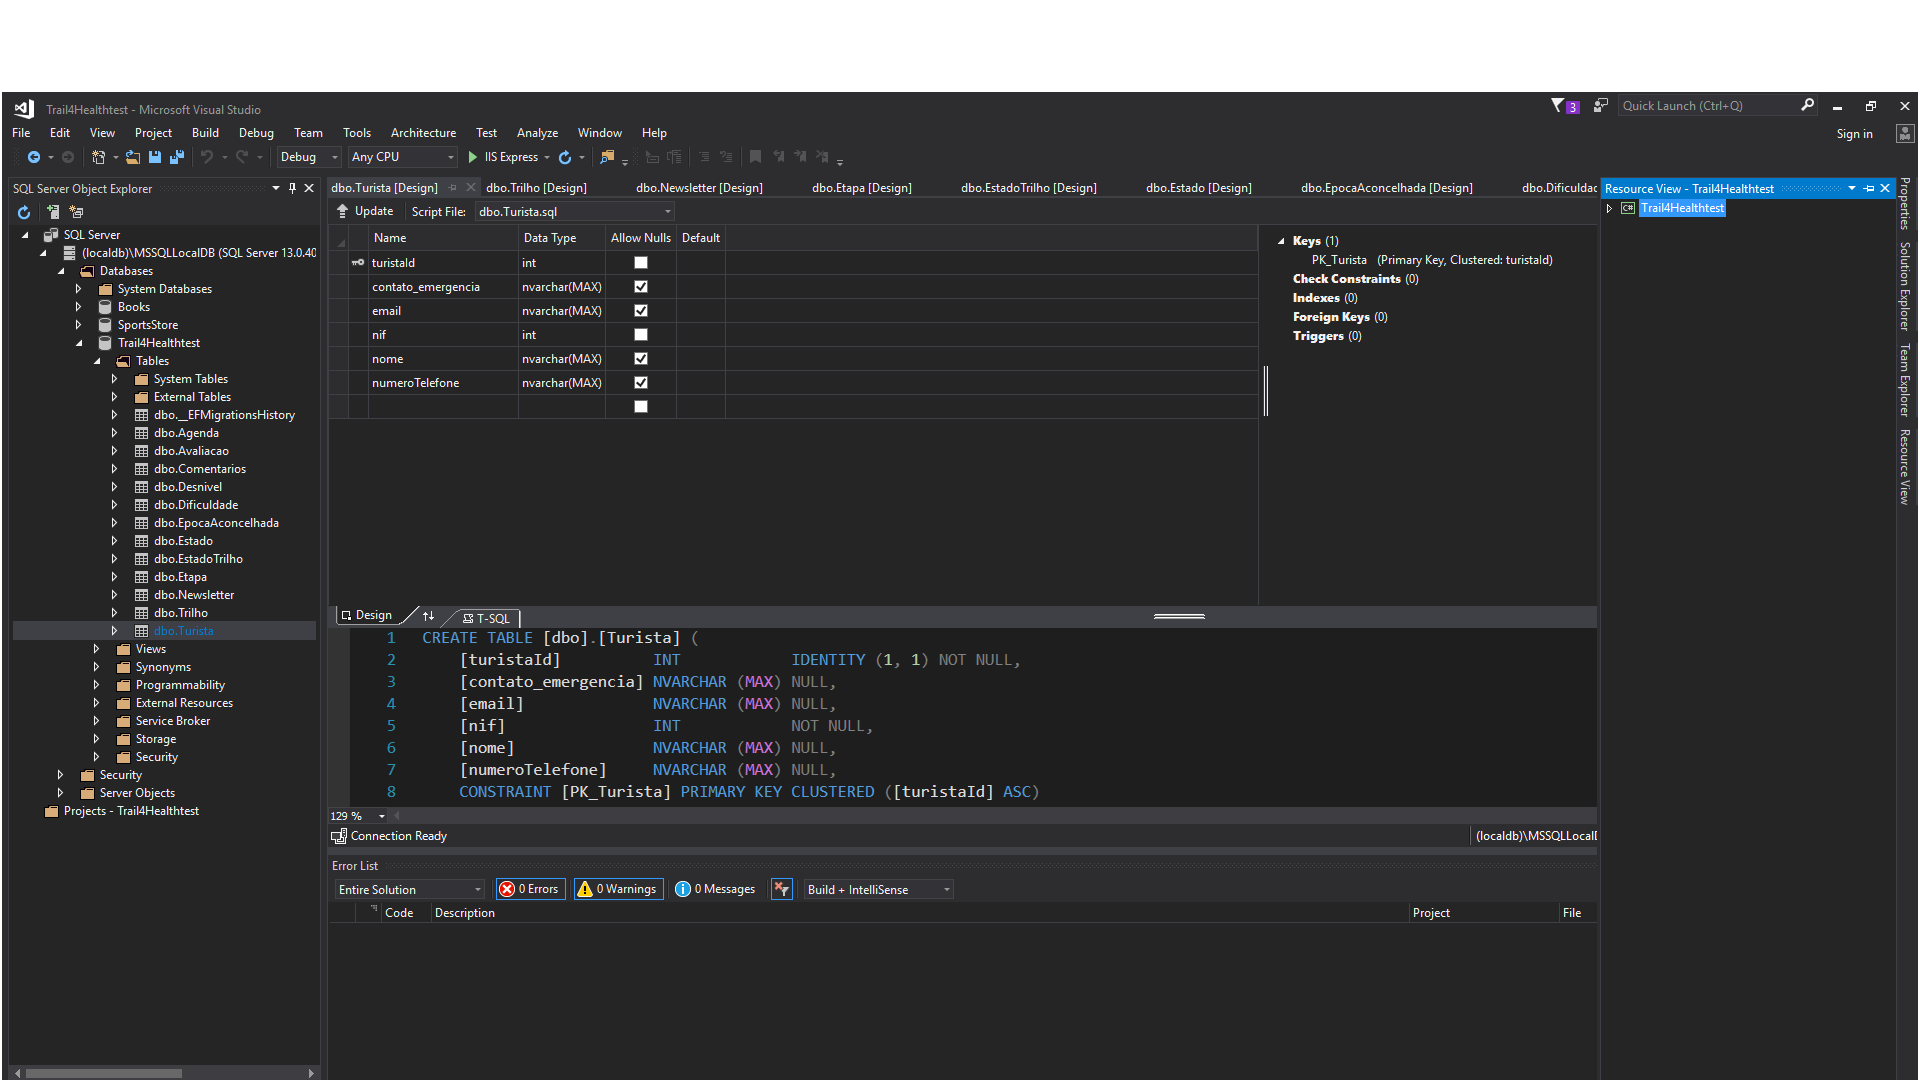 Trail4Healthtest - Microsoft Visual Studio
3
Quick Launch (Ctrl+Q)
File Edit View Project Build Debug Team Tools Architecture Test Analyze Window Help
Sign in
Debug Any CPU IIS Express
SQL Server Object Explorer
SQL Server
(localdb)\MSSQLLocalDB (SQL Server 13.0.40
Databases
System Databases
Books
SportsStore
Trail4Healthtest
Tables
System Tables
External Tables
dbo.__EFMigrationsHistory
dbo.Agenda
dbo.Avaliacao
dbo.Comentarios
dbo.Desnivel
dbo.Dificuldade
dbo.EpocaAconcelhada
dbo.Estado
dbo.EstadoTrilho
dbo.Etapa
dbo.Newsletter
dbo.Trilho
dbo.Turista
Views
Synonyms
Programmability
External Resources
Service Broker
Storage
Security
Security
Server Objects
Projects - Trail4Healthtest
dbo.Turista [Design] dbo.Trilho [Design] dbo.Newsletter [Design] dbo.Etapa [Design] dbo.EstadoTrilho [Design] dbo.Estado [Design] dbo.EpocaAconcelhada [Design] dbo.Dificuldad
Update Script File: dbo.Turista.sql
Name Data Type Allow Nulls Default
turistaId int
contato_emergencia nvarchar(MAX)
email nvarchar(MAX)
nif int
nome nvarchar(MAX)
numeroTelefone nvarchar(MAX)
Keys (1)
PK_Turista (Primary Key, Clustered: turistaId)
Check Constraints (0)
Indexes (0)
Foreign Keys (0)
Triggers (0)
Design T-SQL
1 CREATE TABLE [dbo].[Turista] (
2 [turistaId] INT IDENTITY (1, 1) NOT NULL,
3 [contato_emergencia] NVARCHAR (MAX) NULL,
4 [email] NVARCHAR (MAX) NULL,
5 [nif] INT NOT NULL,
6 [nome] NVARCHAR (MAX) NULL,
7 [numeroTelefone] NVARCHAR (MAX) NULL,
8 CONSTRAINT [PK_Turista] PRIMARY KEY CLUSTERED ([turistaId] ASC)
129 %
Connection Ready
(localdb)\MSSQLLocalI
Error List
Entire Solution 0 Errors 0 Warnings 0 Messages Build + IntelliSense
Code Description Project File
Resource View - Trail4Healthtest
C# Trail4Healthtest
Properties
Solution Explorer
Team Explorer
Resource View